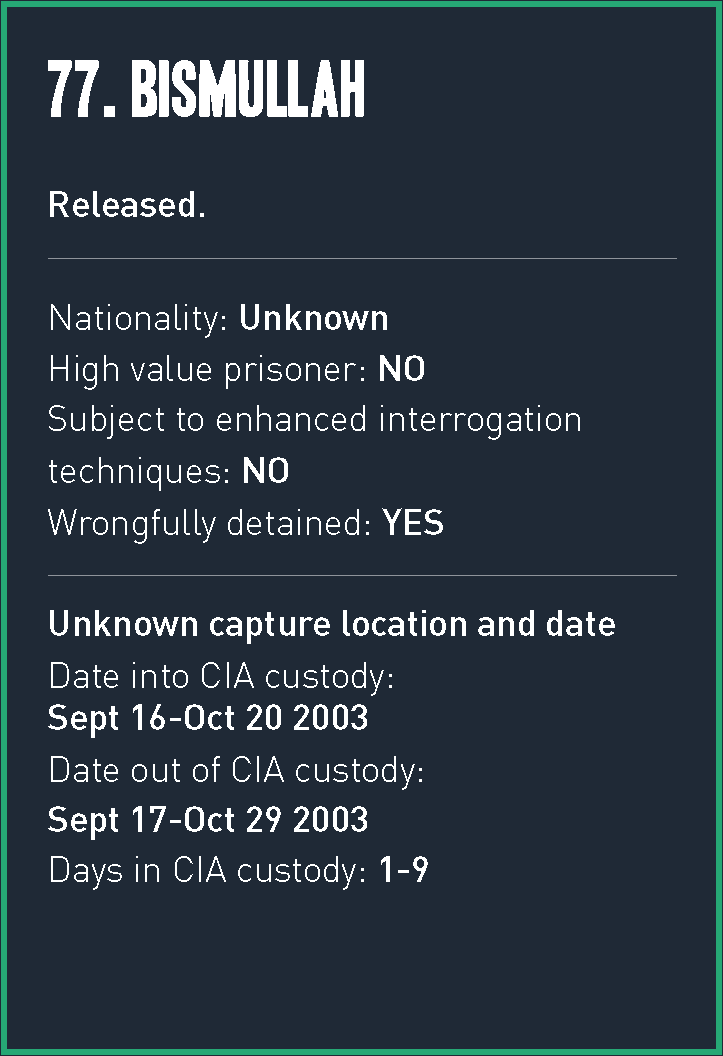 77. BISMULLAH
Released.
Nationality: Unknown
High value prisoner: NO
Subject to enhanced interrogation
techniques: NO
Wrongfully detained: YES
Unknown capture location and date
Date into CIA custody:
Sept 16-Oct 20 2003
Date out of CIA custody:
Sept 17-Oct 29 2003
Days in CIA custody: 1-9